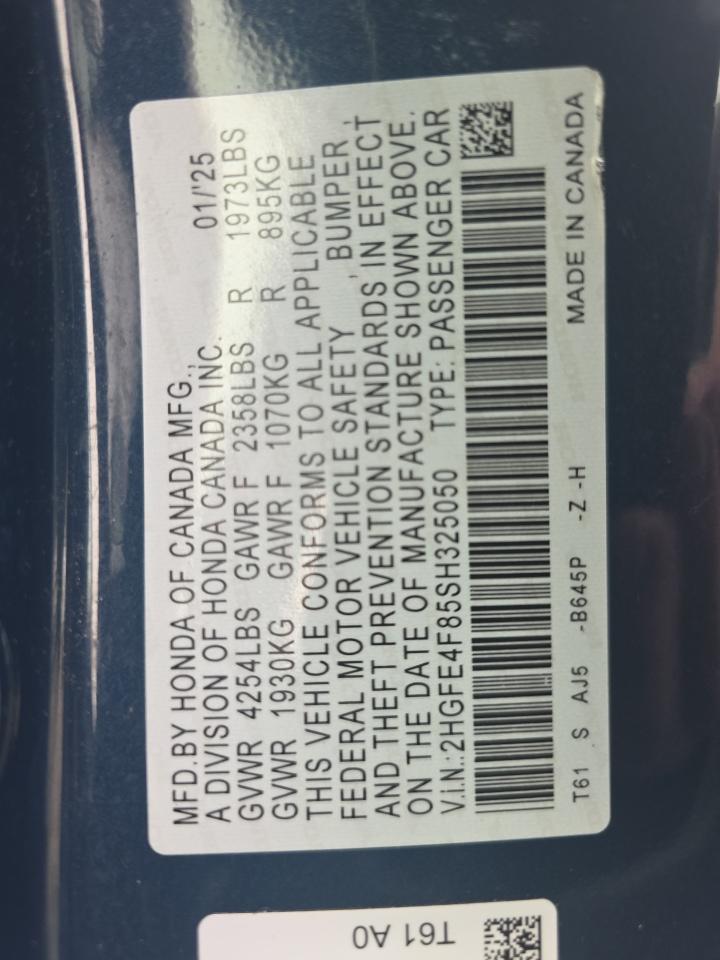 MFD.BY HONDA OF CANADA MFG., 01/'25
A DIVISION OF HONDA CANADA INC.
GVWR 4254LBS GAWR F 2358LBS R 1973LBS
GVWR 1930KG GAWR F 1070KG R 895KG
THIS VEHICLE CONFORMS TO ALL APPLICABLE
FEDERAL MOTOR VEHICLE SAFETY, BUMPER,
AND THEFT PREVENTION STANDARDS IN EFFECT
ON THE DATE OF MANUFACTURE SHOWN ABOVE.
V.I.N.:2HGFE4F85SH325050 TYPE: PASSENGER CAR
T61 S AJ5 -B645P -Z -H MADE IN CANADA
T61 A0